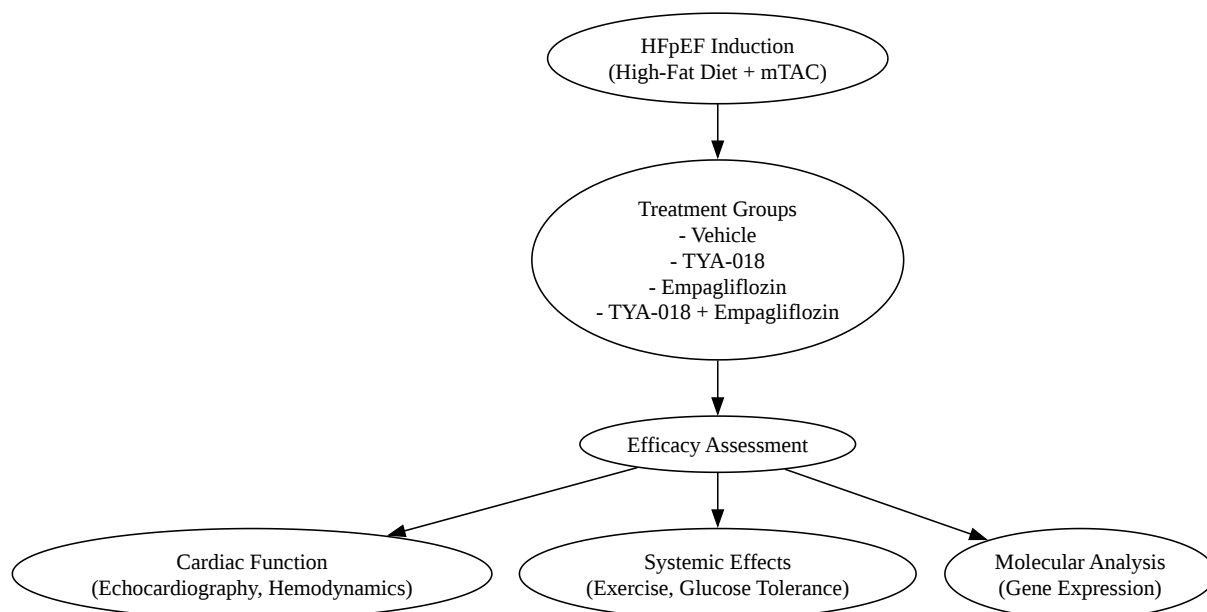 HFpEF Induction
(High-Fat Diet + mTAC)
Treatment Groups
- Vehicle
- TYA-018
- Empagliflozin
- TYA-018 + Empagliflozin
Efficacy Assessment
Cardiac Function
(Echocardiography, Hemodynamics)
Systemic Effects
(Exercise, Glucose Tolerance)
Molecular Analysis
(Gene Expression)